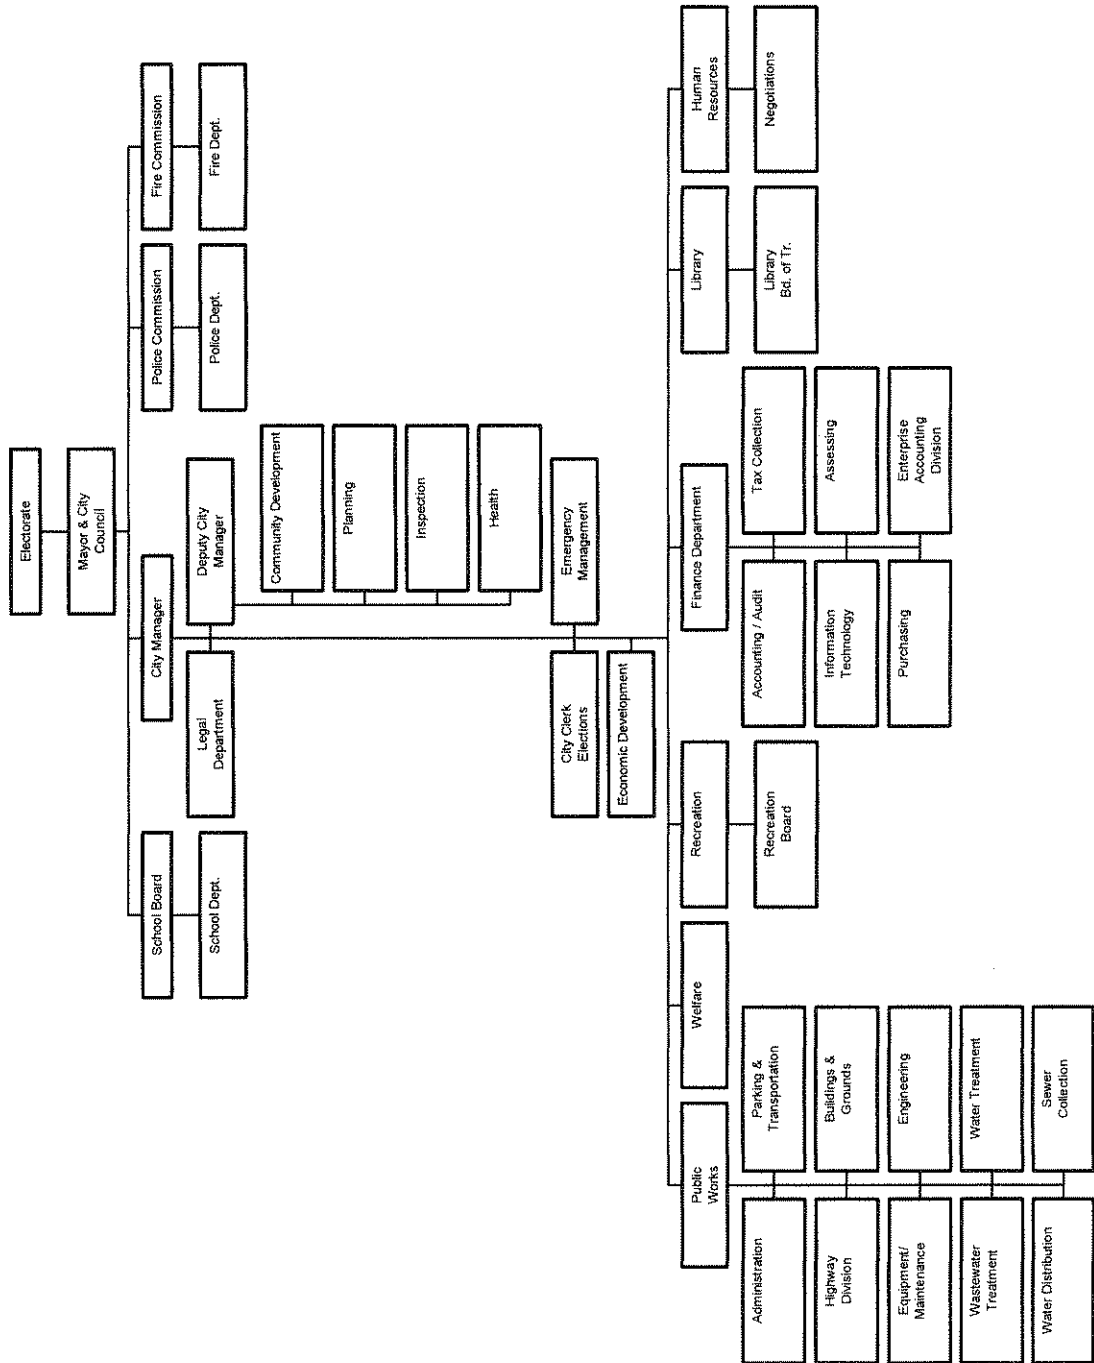 Electorate
Mayor & City
Council
School Board
City Manager
Police Commission
Fire Commission
School Dept.
Legal
Department
Deputy City
Manager
Police Dept.
Fire Dept.
Community Development
Planning
Inspection
Health
City Clerk
Elections
Emergency
Management
Economic Development
Public
Works
Welfare
Recreation
Finance Department
Library
Human
Resources
Administration
Parking &
Transportation
Highway
Division
Buildings &
Grounds
Equipment/
Maintenance
Engineering
Wastewater
Treatment
Water Treatment
Water Distribution
Sewer
Collection
Recreation
Board
Accounting / Audit
Tax Collection
Information
Technology
Assessing
Purchasing
Enterprise
Accounting
Division
Library
Bd. of Tr.
Negotiations